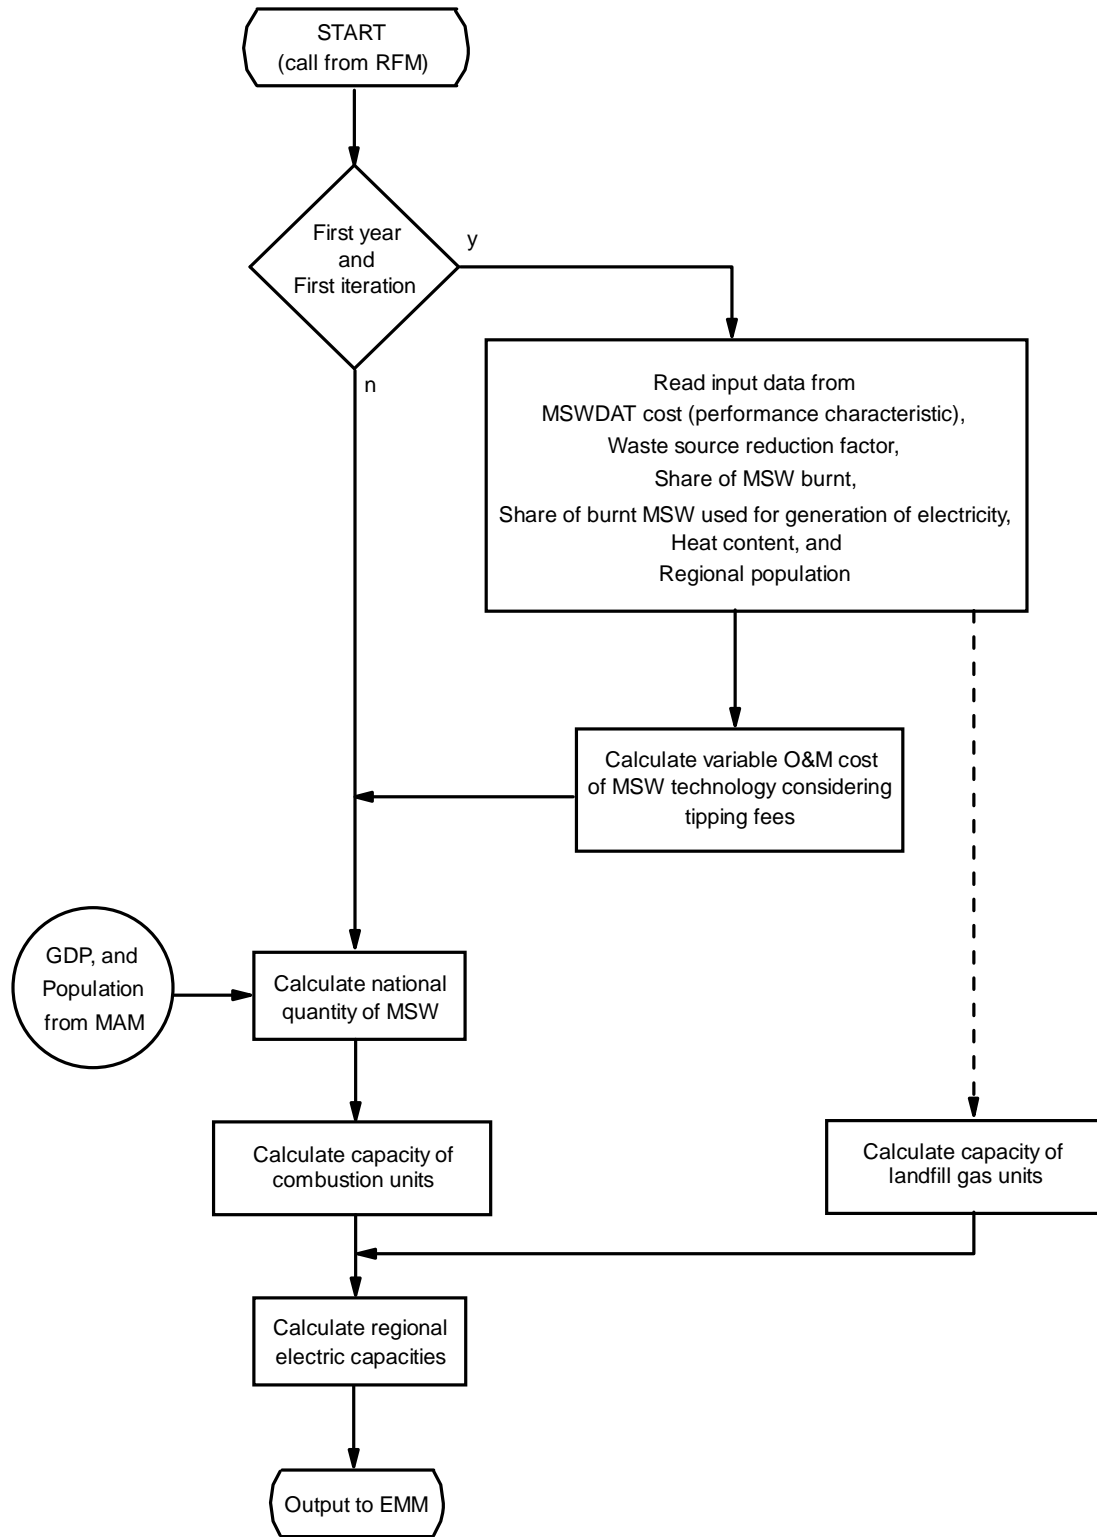 START
(call from RFM)
First year
and
First iteration
y
n
Read input data from
MSWDAT cost (performance characteristic),
Waste source reduction factor,
Share of MSW burnt,
Share of burnt MSW used for generation of electricity,
Heat content, and
Regional population
Calculate variable O&M cost
of MSW technology considering
tipping fees
GDP, and
Population
from MAM
Calculate national
quantity of MSW
Calculate capacity of
combustion units
Calculate capacity of
landfill gas units
Calculate regional
electric capacities
Output to EMM